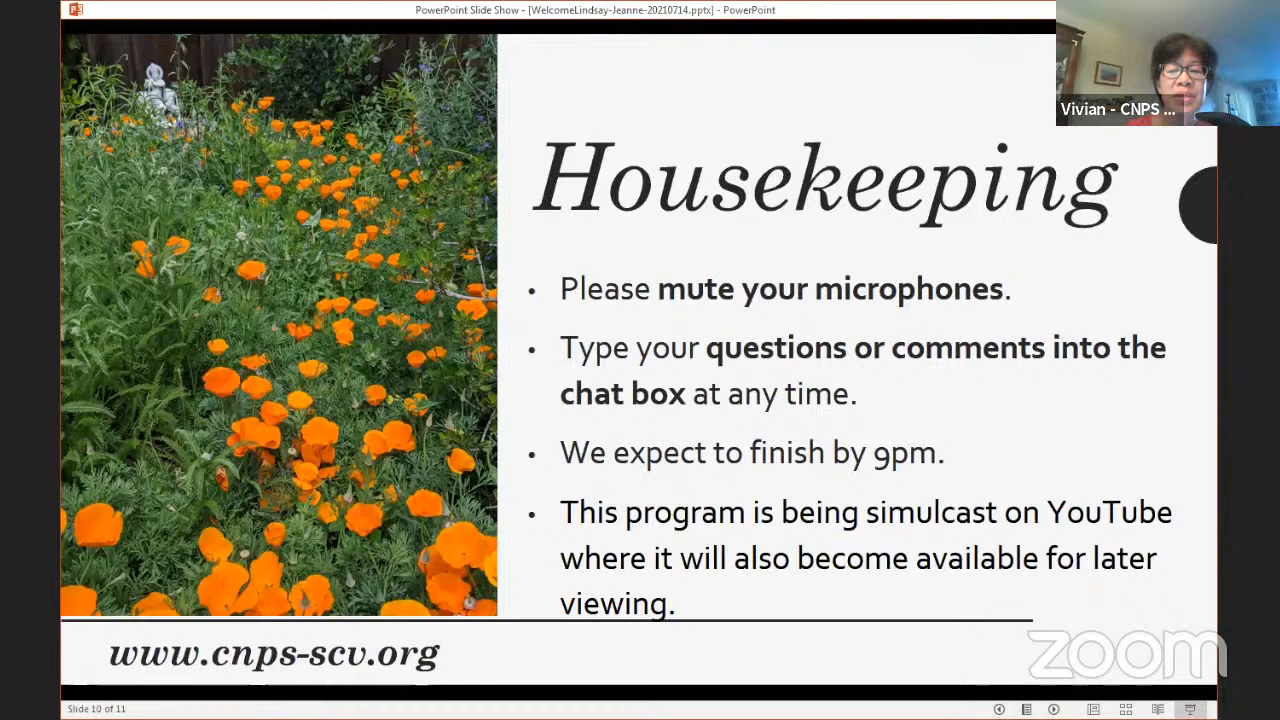 PowerPoint Slide Show - [WelcomeLindsay-Jeanne-20210714.pptx] - PowerPoint
Vivian - CNPS ...
Housekeeping
• Please mute your microphones.
• Type your questions or comments into the
chat box at any time.
• We expect to finish by 9pm.
• This program is being simulcast on YouTube
where it will also become available for later
viewing.
www.cnps-scv.org
zoom
Slide 10 of 11